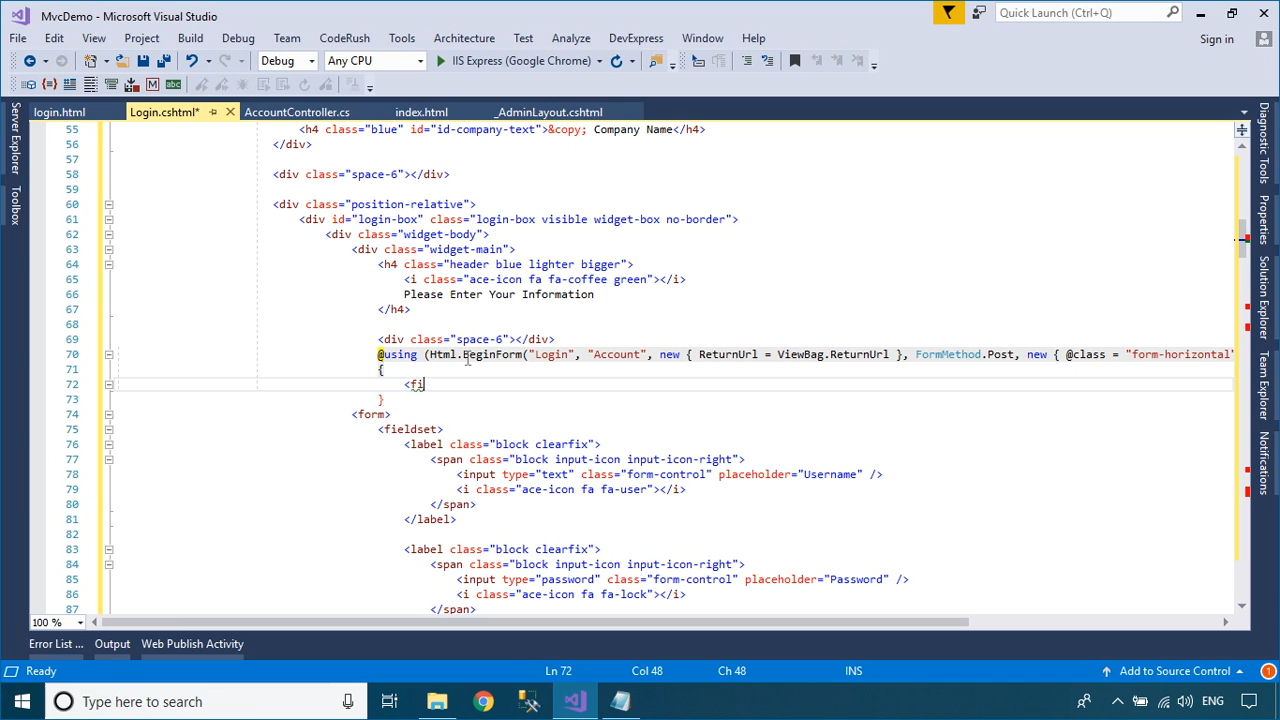 MvcDemo - Microsoft Visual Studio
Quick Launch (Ctrl+Q)
File Edit View Project Build Debug Team CodeRush Tools Architecture Test Analyze DevExpress Window Help
Sign in
Debug Any CPU IIS Express (Google Chrome)
login.html Login.cshtml* AccountController.cs index.html _AdminLayout.cshtml
Server Explorer
Toolbox
55 <h4 class="blue" id="id-company-text">&copy; Company Name</h4>
56 </div>
57
58 <div class="space-6"></div>
59
60 <div class="position-relative">
61 <div id="login-box" class="login-box visible widget-box no-border">
62 <div class="widget-body">
63 <div class="widget-main">
64 <h4 class="header blue lighter bigger">
65 <i class="ace-icon fa fa-coffee green"></i>
66 Please Enter Your Information
67 </h4>
68
69 <div class="space-6"></div>
70 @using (Html.BeginForm("Login", "Account", new { ReturnUrl = ViewBag.ReturnUrl }, FormMethod.Post, new { @class = "form-horizontal"
71 {
72 <fi
73 }
74 <form>
75 <fieldset>
76 <label class="block clearfix">
77 <span class="block input-icon input-icon-right">
78 <input type="text" class="form-control" placeholder="Username" />
79 <i class="ace-icon fa fa-user"></i>
80 </span>
81 </label>
82
83 <label class="block clearfix">
84 <span class="block input-icon input-icon-right">
85 <input type="password" class="form-control" placeholder="Password" />
86 <i class="ace-icon fa fa-lock"></i>
87 </span>
Diagnostic Tools
Properties
Solution Explorer
Team Explorer
Notifications
100 %
Error List ... Output Web Publish Activity
Ready Ln 72 Col 48 Ch 48 INS Add to Source Control 1
Type here to search ENG